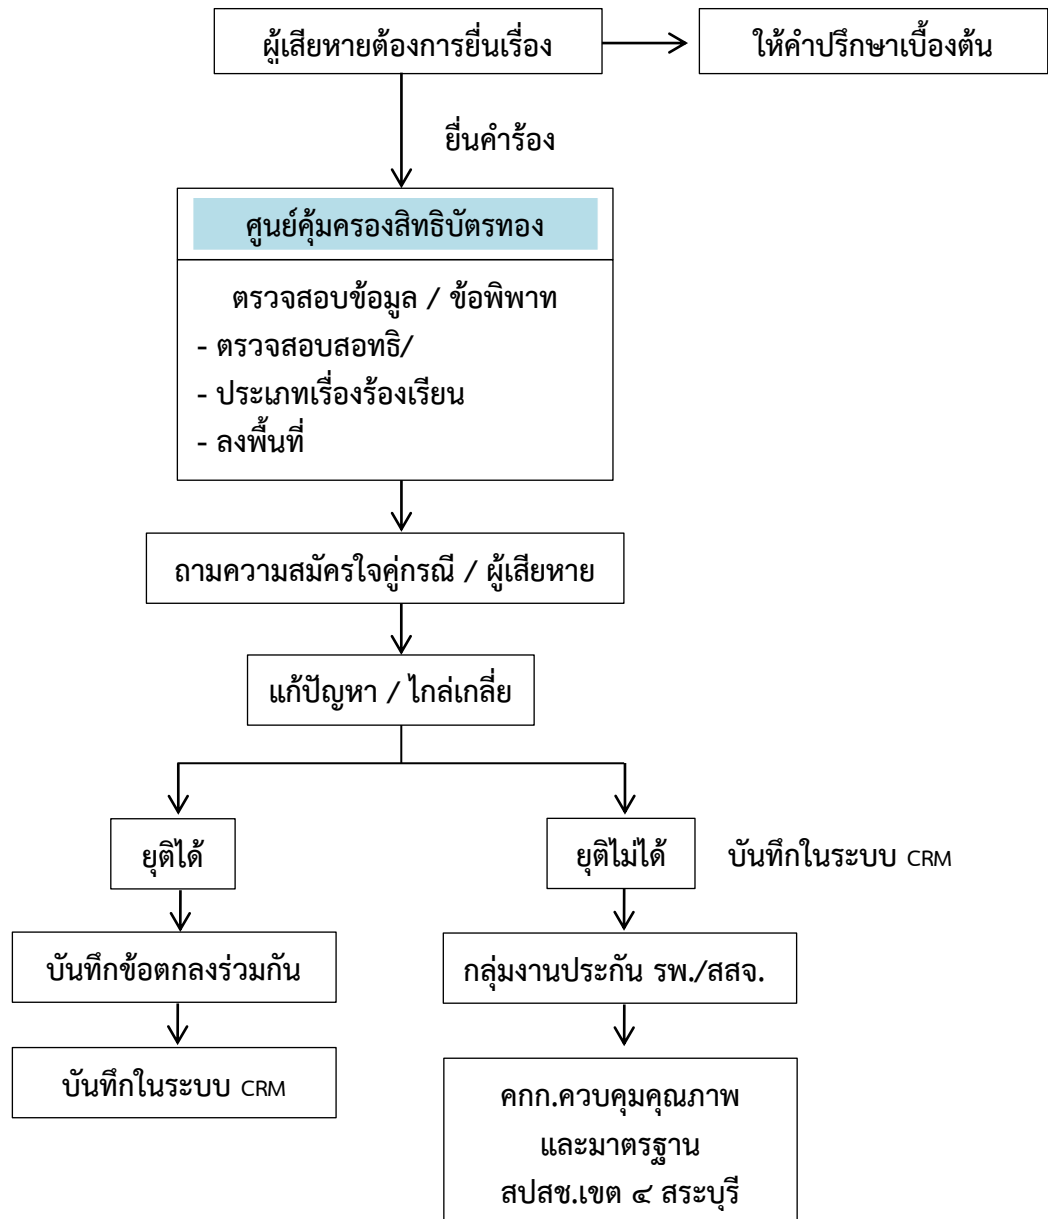 ผู้เสียหายต้องการยื่นเรื่อง
ให้คำปรึกษาเบื้องต้น
ยื่นคำร้อง
ศูนย์คุ้มครองสิทธิบัตรทอง
ตรวจสอบข้อมูล / ข้อพิพาท
- ตรวจสอบสอทธิ/
- ประเภทเรื่องร้องเรียน
- ลงพื้นที่
ถามความสมัครใจคู่กรณี / ผู้เสียหาย
แก้ปัญหา / ไกล่เกลี่ย
ยุติได้
ยุติไม่ได้
บันทึกในระบบ CRM
บันทึกข้อตกลงร่วมกัน
กลุ่มงานประกัน รพ./สสจ.
บันทึกในระบบ CRM
คกก.ควบคุมคุณภาพ
และมาตรฐาน
สปสช.เขต ๔ สระบุรี